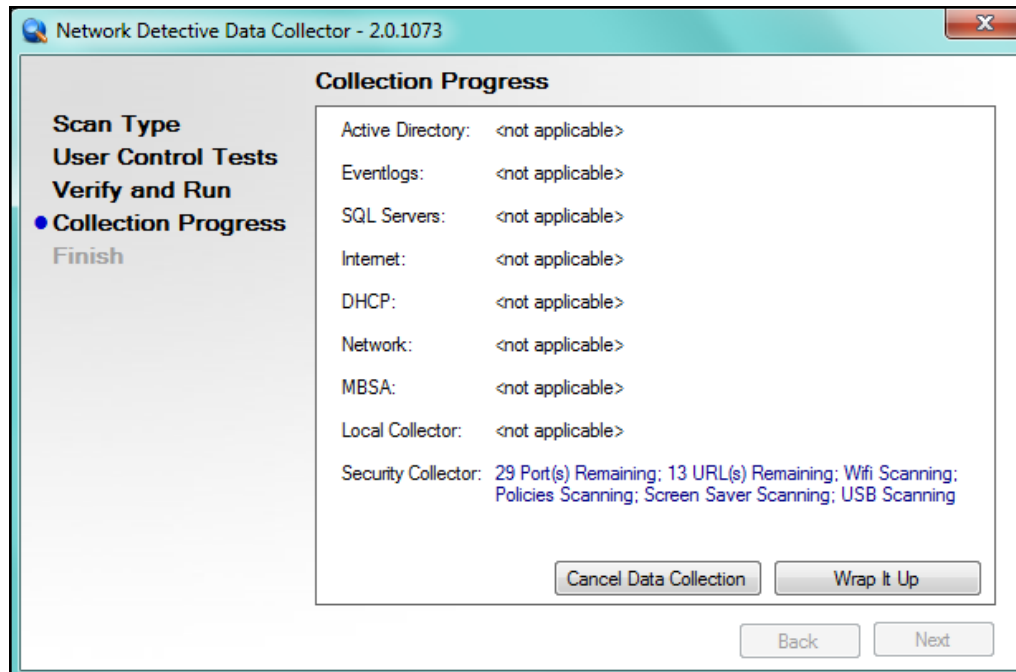 Network Detective Data Collector - 2.0.1073
X
Collection Progress
Scan Type
User Control Tests
Verify and Run
Collection Progress
Finish
Active Directory: <not applicable>
Eventlogs: <not applicable>
SQL Servers: <not applicable>
Internet: <not applicable>
DHCP: <not applicable>
Network: <not applicable>
MBSA: <not applicable>
Local Collector: <not applicable>
Security Collector: 29 Port(s) Remaining; 13 URL(s) Remaining; Wifi Scanning;
Policies Scanning; Screen Saver Scanning; USB Scanning
Cancel Data Collection Wrap It Up
Back Next